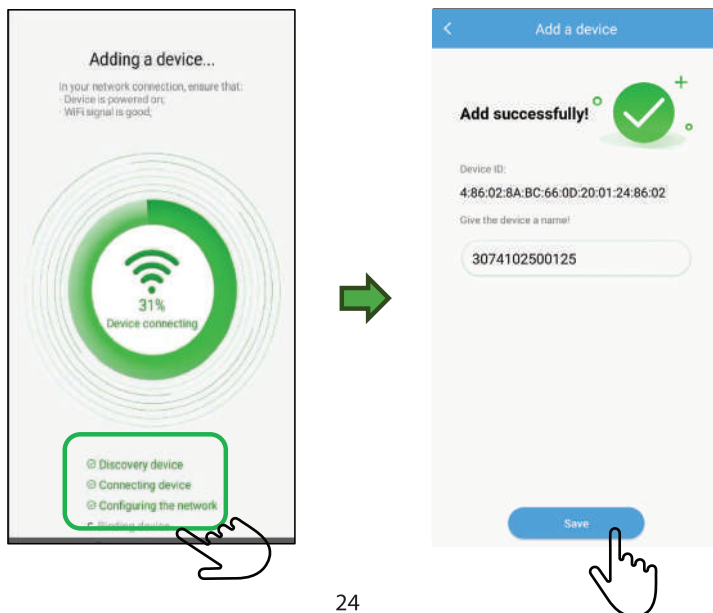 Adding a device...
In your network connection, ensure that:
· Device is powered on;
· WiFi signal is good;
31%
Device connecting
Discovery device
Connecting device
Configuring the network
Binding device
Add a device
Add successfully!
Device ID:
4:86:02:8A:BC:66:0D:20:01:24:86:02
Give the device a name!
3074102500125
Save
24